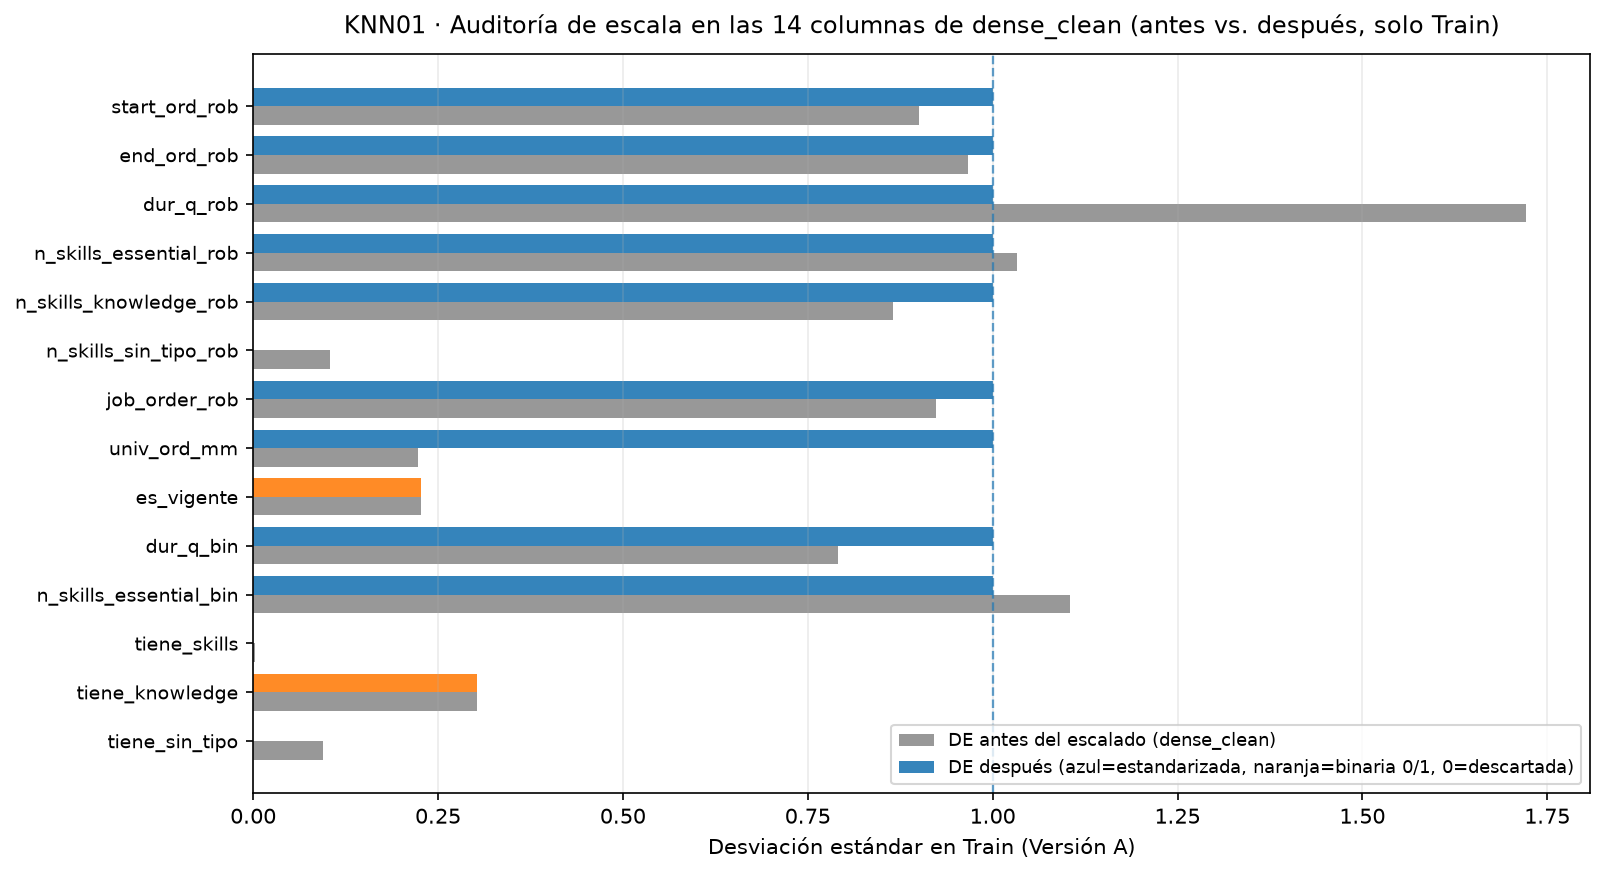 KNN01 · Auditoría de escala en las 14 columnas de dense_clean (antes vs. después, solo Train)
start_ord_rob
end_ord_rob
dur_q_rob
n_skills_essential_rob
n_skills_knowledge_rob
n_skills_sin_tipo_rob
job_order_rob
univ_ord_mm
es_vigente
dur_q_bin
n_skills_essential_bin
tiene_skills
tiene_knowledge
tiene_sin_tipo
DE antes del escalado (dense_clean)
DE después (azul=estandarizada, naranja=binaria 0/1, 0=descartada)
0.00 0.25 0.50 0.75 1.00 1.25 1.50 1.75
Desviación estándar en Train (Versión A)